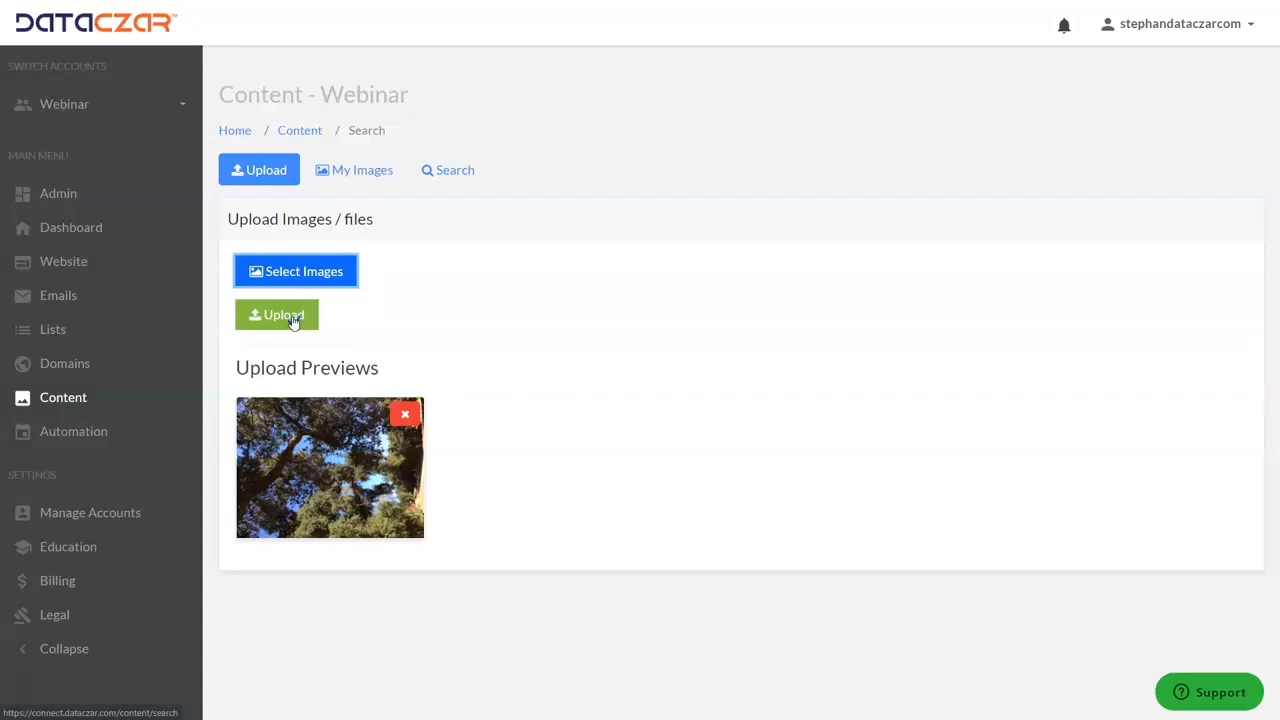 DATACZAR
stephandataczarcom
SWITCH ACCOUNTS
Webinar
MAIN MENU
Admin
Dashboard
Website
Emails
Lists
Domains
Content
Automation
SETTINGS
Manage Accounts
Education
Billing
Legal
Collapse
Content - Webinar
Home / Content / Search
Upload My Images Search
Upload Images / files
Select Images
Upload
Upload Previews
Support
https://connect.dataczar.com/content/search